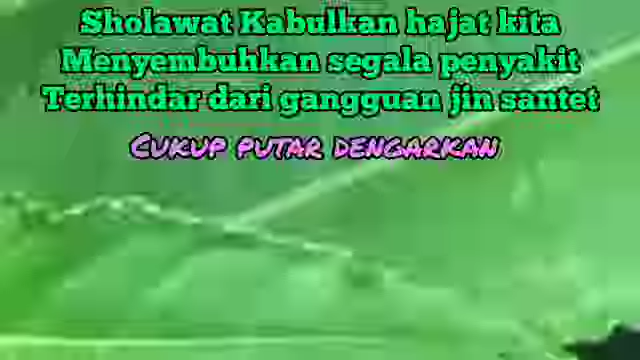 Sholawat Kabulkan hajat kita
Menyembuhkan segala penyakit
Terhindar dari gangguan jin santet
Cukup putar dengarkan